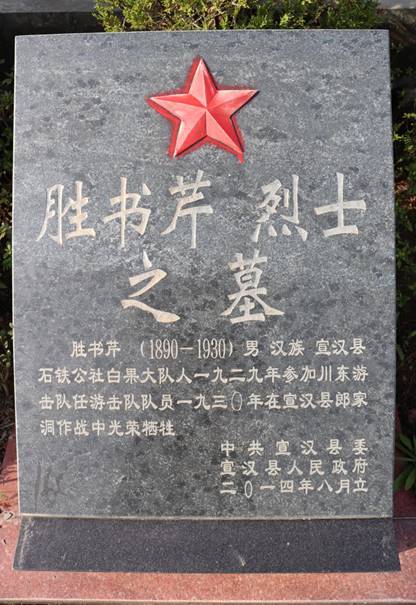 胜书芹 烈士
之墓
胜书芹 (1890-1930) 男 汉族 宣汉县
石铁公社白果大队人一九二九年参加川东游
击队任游击队队员一九三〇年在宣汉县郎家
洞作战中光荣牺牲
中共宣汉县委
宣汉县人民政府
二〇一四年八月立